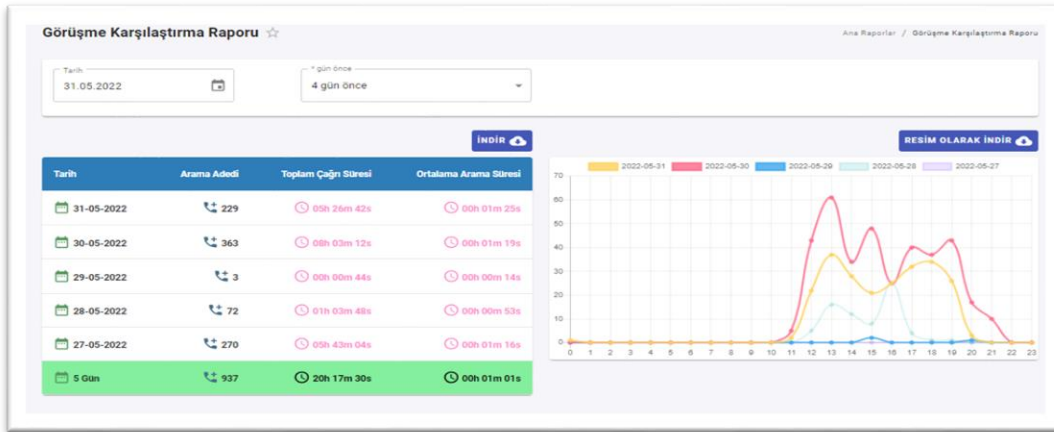 Görüşme Karşılaştırma Raporu
Ana Raporlar / Görüşme Karşılaştırma Raporu
Tarih
31.05.2022
* gün önce
4 gün önce
İNDİR
RESİM OLARAK İNDİR
Tarih Arama Adedi Toplam Çağrı Süresi Ortalama Arama Süresi
31-05-2022 229 05h 26m 42s 00h 01m 25s
30-05-2022 363 08h 03m 12s 00h 01m 19s
29-05-2022 3 00h 00m 44s 00h 00m 14s
28-05-2022 72 01h 03m 48s 00h 00m 53s
27-05-2022 270 05h 43m 04s 00h 01m 16s
5 Gün 937 20h 17m 30s 00h 01m 01s
2022-05-31 2022-05-30 2022-05-29 2022-05-28 2022-05-27
70
60
50
40
30
20
10
0
0 1 2 3 4 5 6 7 8 9 10 11 12 13 14 15 16 17 18 19 20 21 22 23